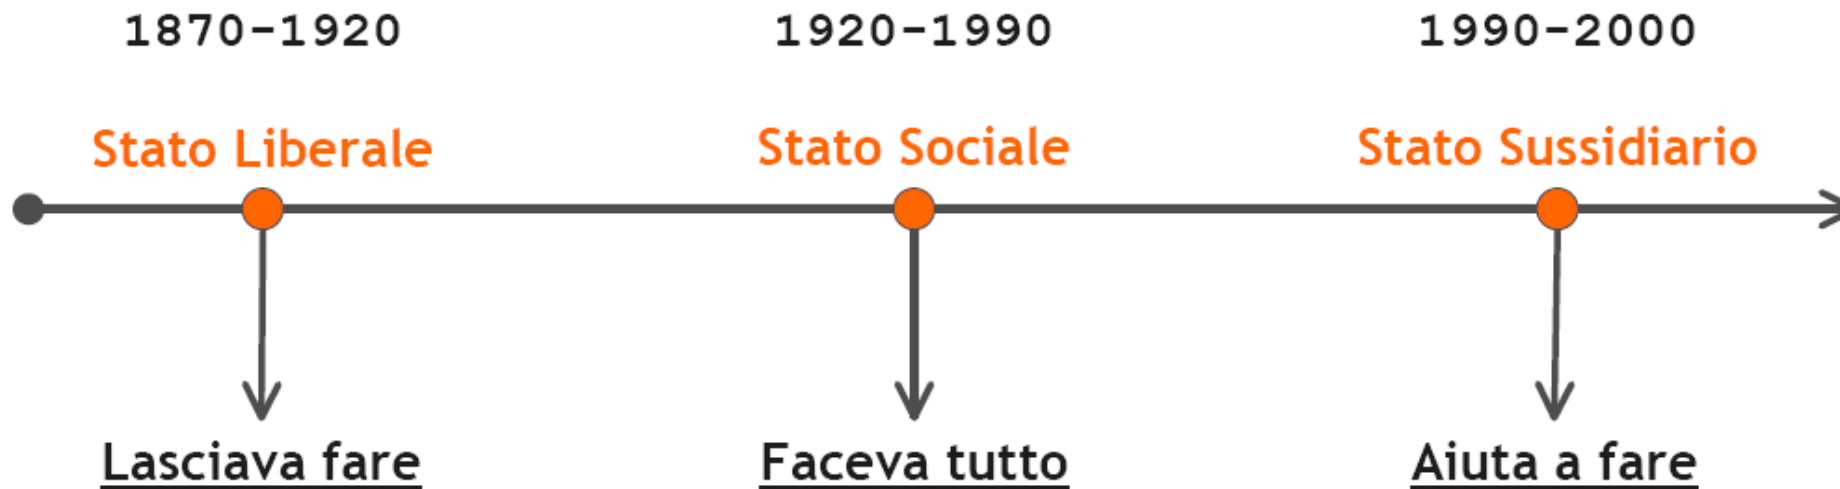 1870-1920
1920-1990
1990-2000
Stato Liberale
Stato Sociale
Stato Sussidiario
Lasciava fare
Faceva tutto
Aiuta a fare